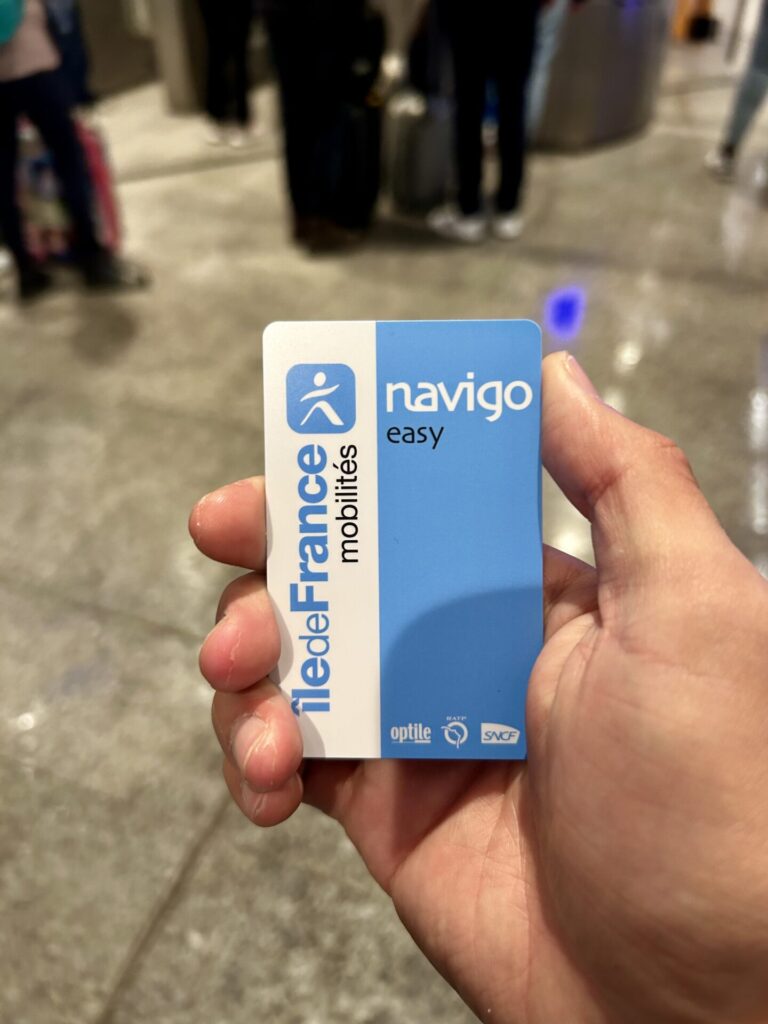 îledeFrance
mobilités
navigo
easy
optile
RATP
SNCF